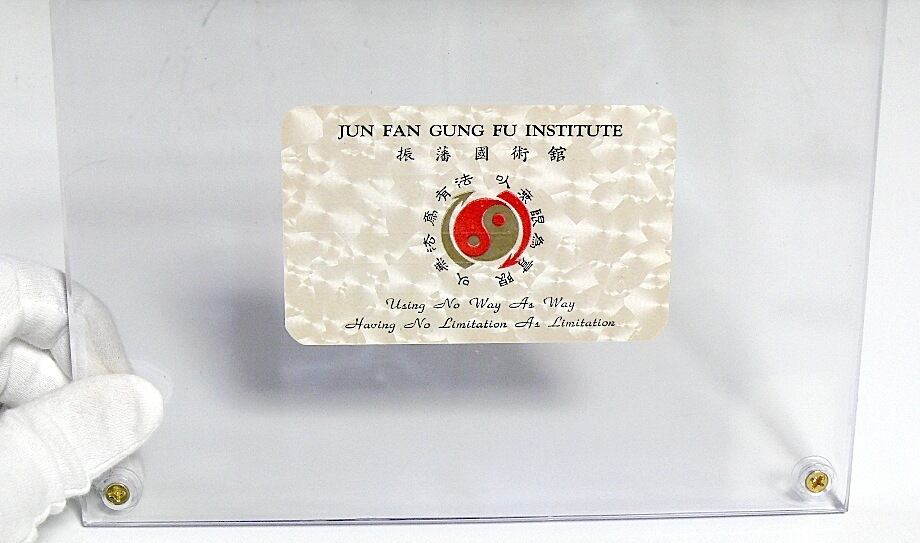 JUN FAN GUNG FU INSTITUTE
振藩國術館
以無法為有法
以無限為有限
Using No Way As Way
Having No Limitation As Limitation